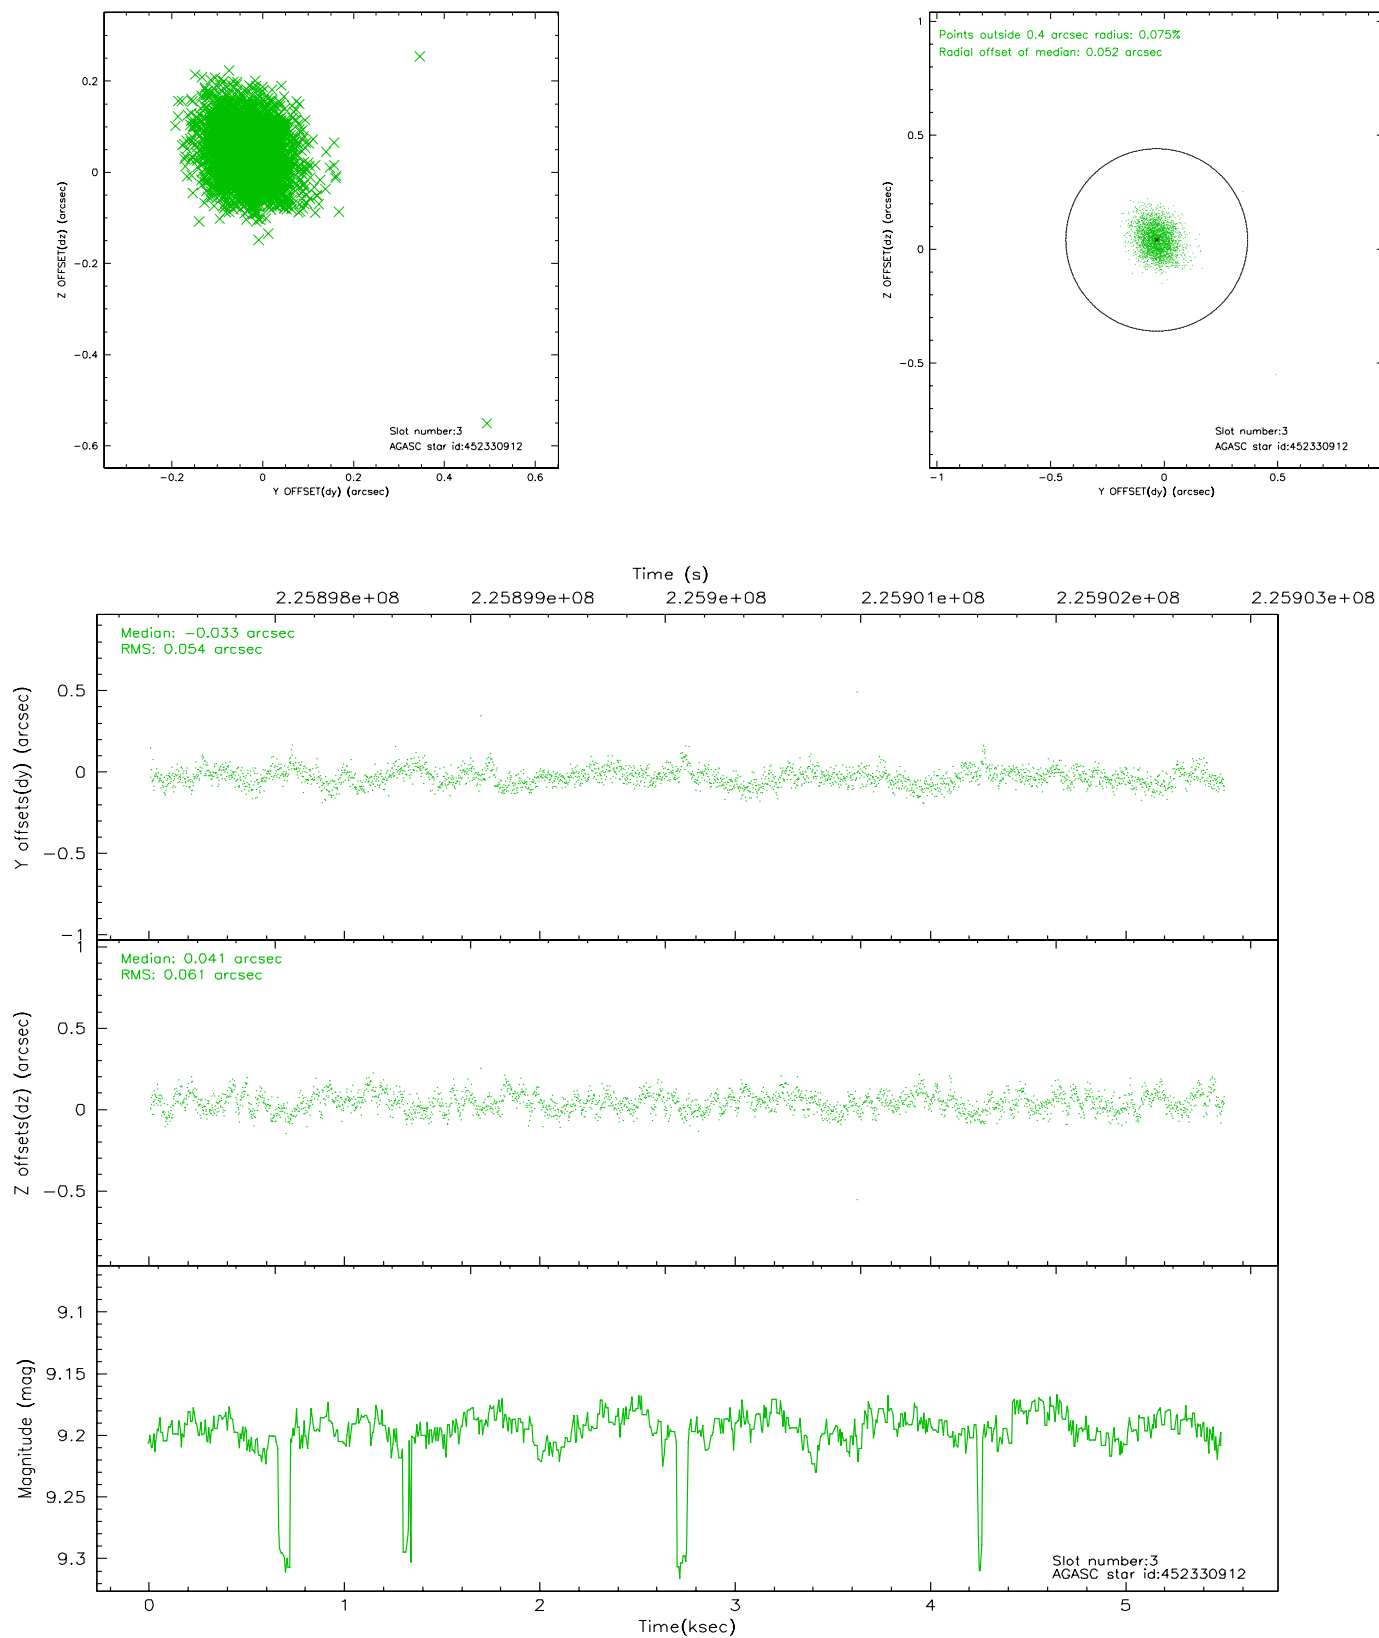 0.2
0
-0.2
-0.4
-0.6
Z OFFSET(dz) (arcsec)
Slot number:3
AGASC star id:452330912
-0.2 0 0.2 0.4 0.6
Y OFFSET(dy) (arcsec)
1
0.5
0
-0.5
Z OFFSET(dz) (arcsec)
Points outside 0.4 arcsec radius: 0.075%
Radial offset of median: 0.052 arcsec
Slot number:3
AGASC star id:452330912
-1 -0.5 0 0.5
Y OFFSET(dy) (arcsec)
Time (s)
2.25898e+08 2.25899e+08 2.259e+08 2.25901e+08 2.25902e+08 2.25903e+08
Median: -0.033 arcsec
RMS: 0.054 arcsec
0.5
0
-0.5
-1
Y offsets(dy) (arcsec)
Median: 0.041 arcsec
RMS: 0.061 arcsec
1
0.5
0
-0.5
Z offsets(dz) (arcsec)
9.1
9.15
9.2
9.25
9.3
Magnitude (mag)
Slot number:3
AGASC star id:452330912
0 1 2 3 4 5
Time(ksec)